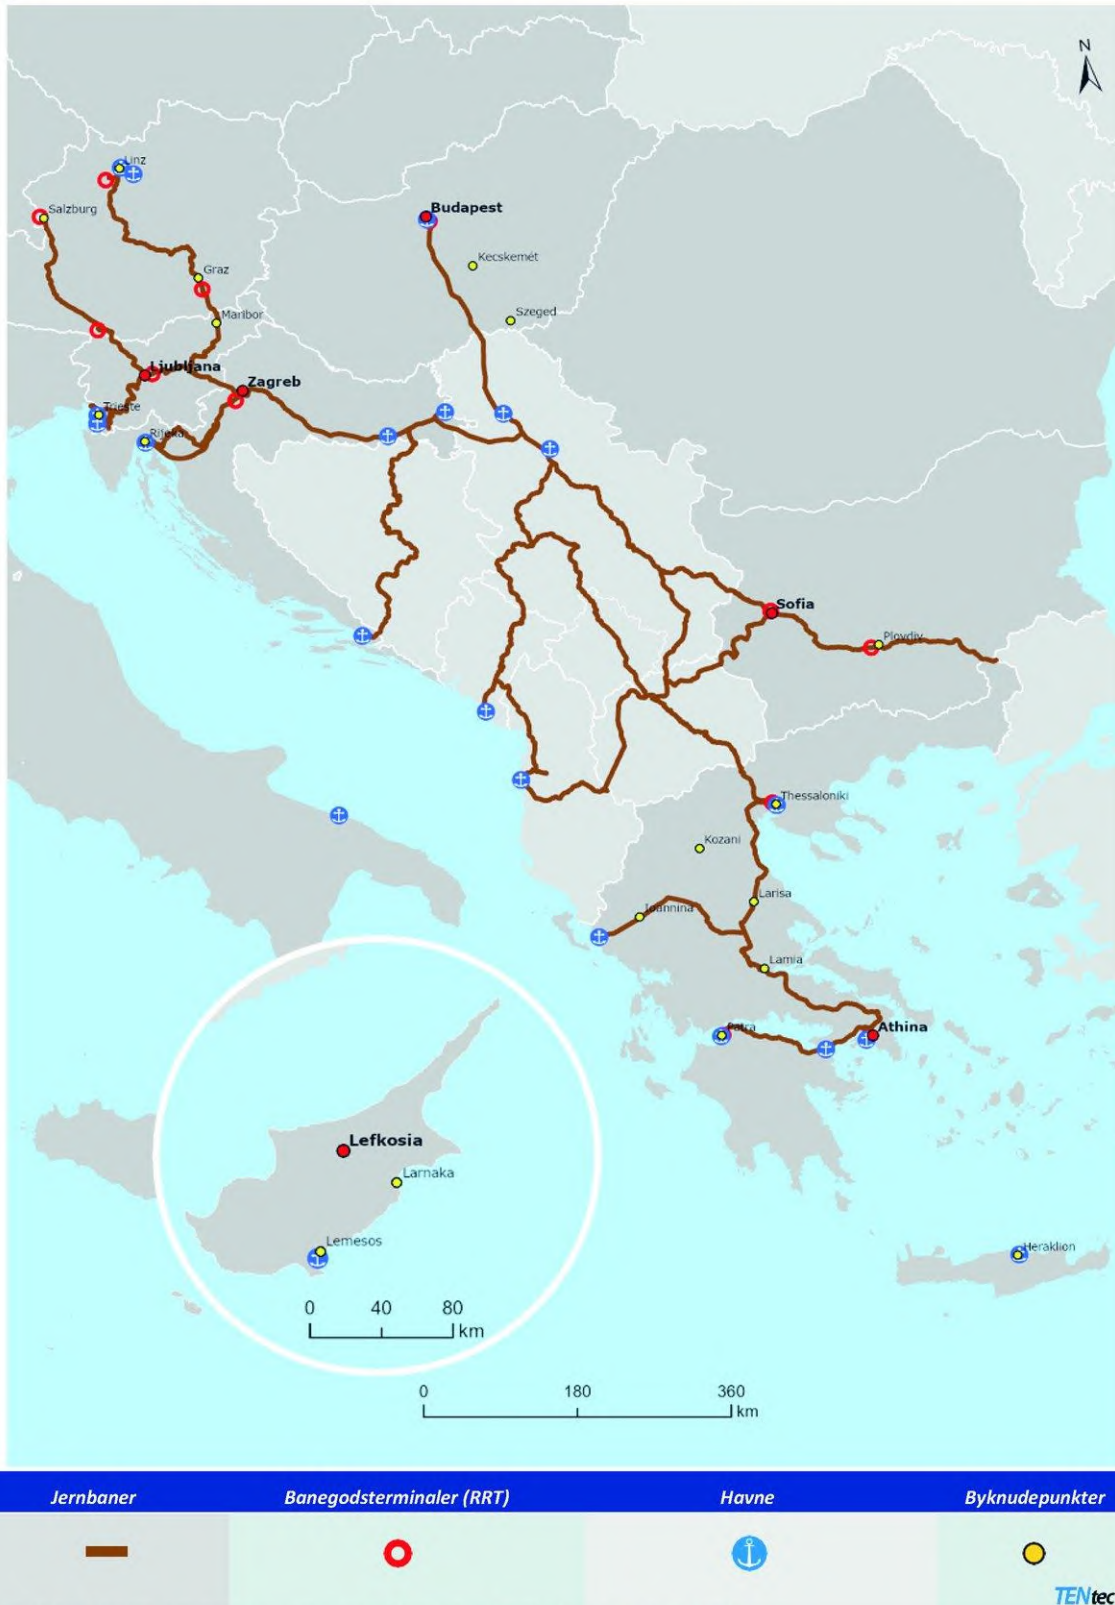 N
Linz
Salzburg
Budapest
Kecskemét
Graz
Szeged
Maribor
Ljubljana
Zagreb
Trieste
Rijeka
Sofia
Plovdiv
Thessaloniki
Kozani
Larisa
Ioannina
Lamia
Patra
Athina
Lefkosia
Larnaka
Lemesos
Heraklion
0 40 80
km
0 180 360
km
Jernbaner Banegodsterminaler (RRT) Havne Byknudepunkter
TENtec